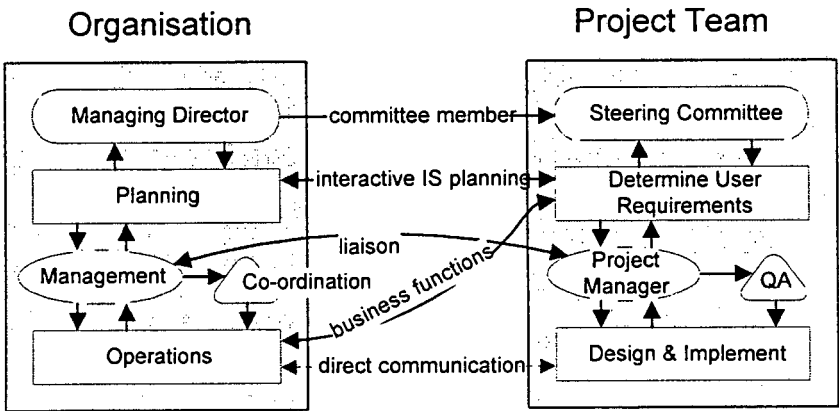 Organisation
Project Team
Managing Director
committee member
Steering Committee
Planning
interactive IS planning
Determine User
Requirements
liaison
Management
Co-ordination
business functions
Project
Manager
QA
Operations
direct communication
Design & Implement